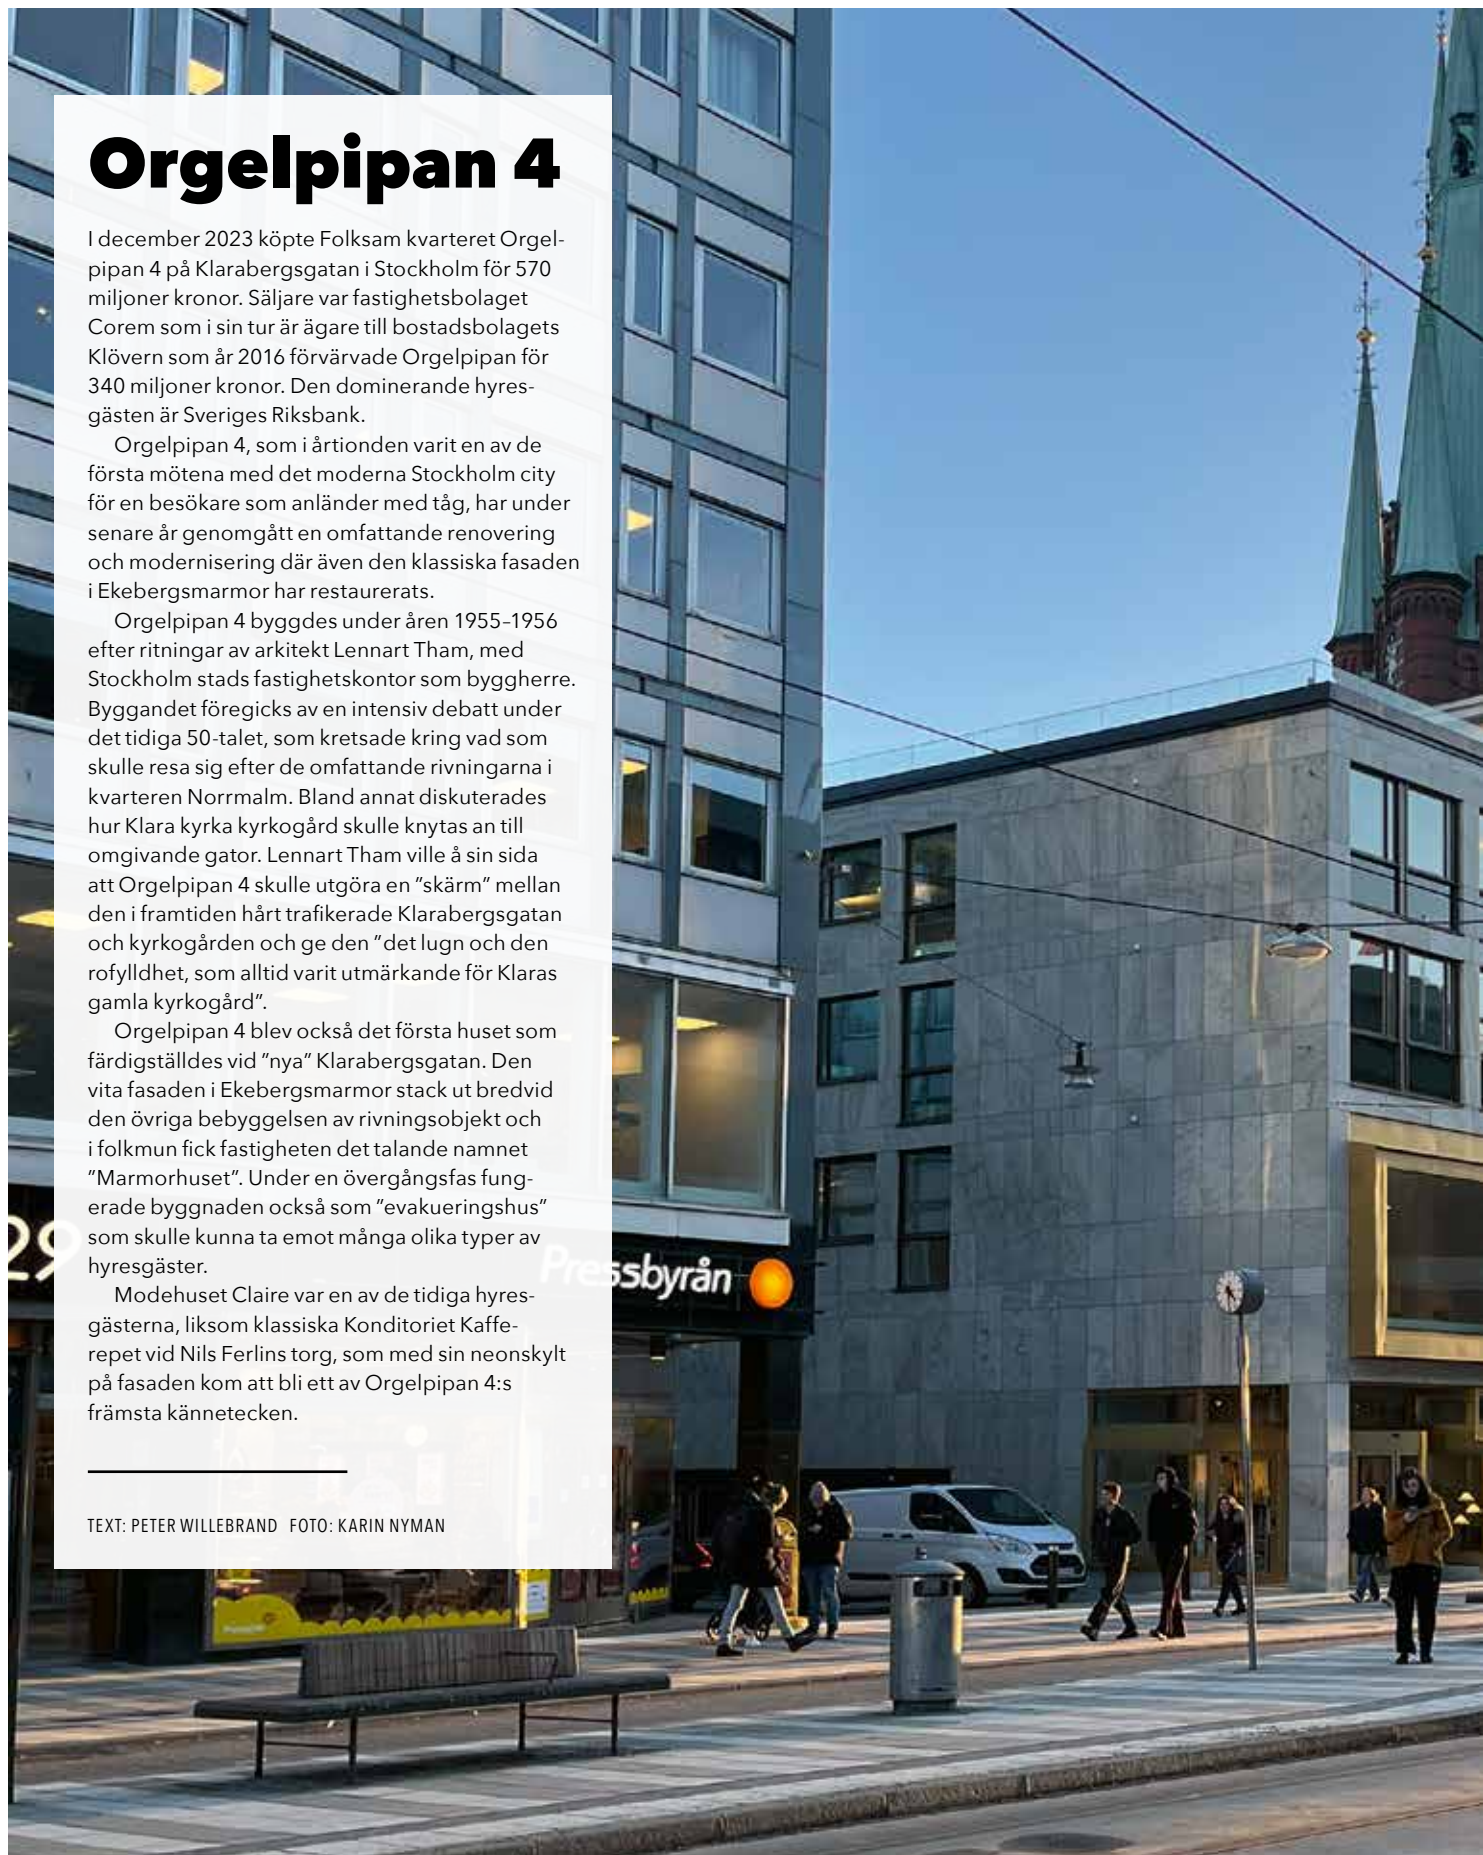 Orgelpipan 4
I december 2023 köpte Folksam kvarteret Orgel-
pipan 4 på Klarabergsgatan i Stockholm för 570
miljoner kronor. Säljare var fastighetsbolaget
Corem som i sin tur är ägare till bostadsbolagets
Klövern som år 2016 förvärvade Orgelpipan för
340 miljoner kronor. Den dominerande hyres-
gästen är Sveriges Riksbank.
Orgelpipan 4, som i årtionden varit en av de
första mötena med det moderna Stockholm city
för en besökare som anländer med tåg, har under
senare år genomgått en omfattande renovering
och modernisering där även den klassiska fasaden
i Ekebergsmarmor har restaurerats.
Orgelpipan 4 byggdes under åren 1955–1956
efter ritningar av arkitekt Lennart Tham, med
Stockholm stads fastighetskontor som byggherre.
Byggandet föregicks av en intensiv debatt under
det tidiga 50-talet, som kretsade kring vad som
skulle resa sig efter de omfattande rivningarna i
kvarteren Norrmalm. Bland annat diskuterades
hur Klara kyrka kyrkogård skulle knytas an till
omgivande gator. Lennart Tham ville å sin sida
att Orgelpipan 4 skulle utgöra en ”skärm” mellan
den i framtiden hårt trafikerade Klarabergsgatan
och kyrkogården och ge den ”det lugn och den
rofylldhet, som alltid varit utmärkande för Klaras
gamla kyrkogård”.
Orgelpipan 4 blev också det första huset som
färdigställdes vid ”nya” Klarabergsgatan. Den
vita fasaden i Ekebergsmarmor stack ut bredvid
den övriga bebyggelsen av rivningsobjekt och
i folkmun fick fastigheten det talande namnet
”Marmorhuset”. Under en övergångsfas fung-
erade byggnaden också som ”evakueringshus”
som skulle kunna ta emot många olika typer av
hyresgäster.
Modehuset Claire var en av de tidiga hyres-
gästerna, liksom klassiska Konditoriet Kaffe-
repet vid Nils Ferlins torg, som med sin neonskylt
på fasaden kom att bli ett av Orgelpipan 4:s
främsta kännetecken.
TEXT: PETER WILLEBRAND FOTO: KARIN NYMAN
29
Pressbyrån